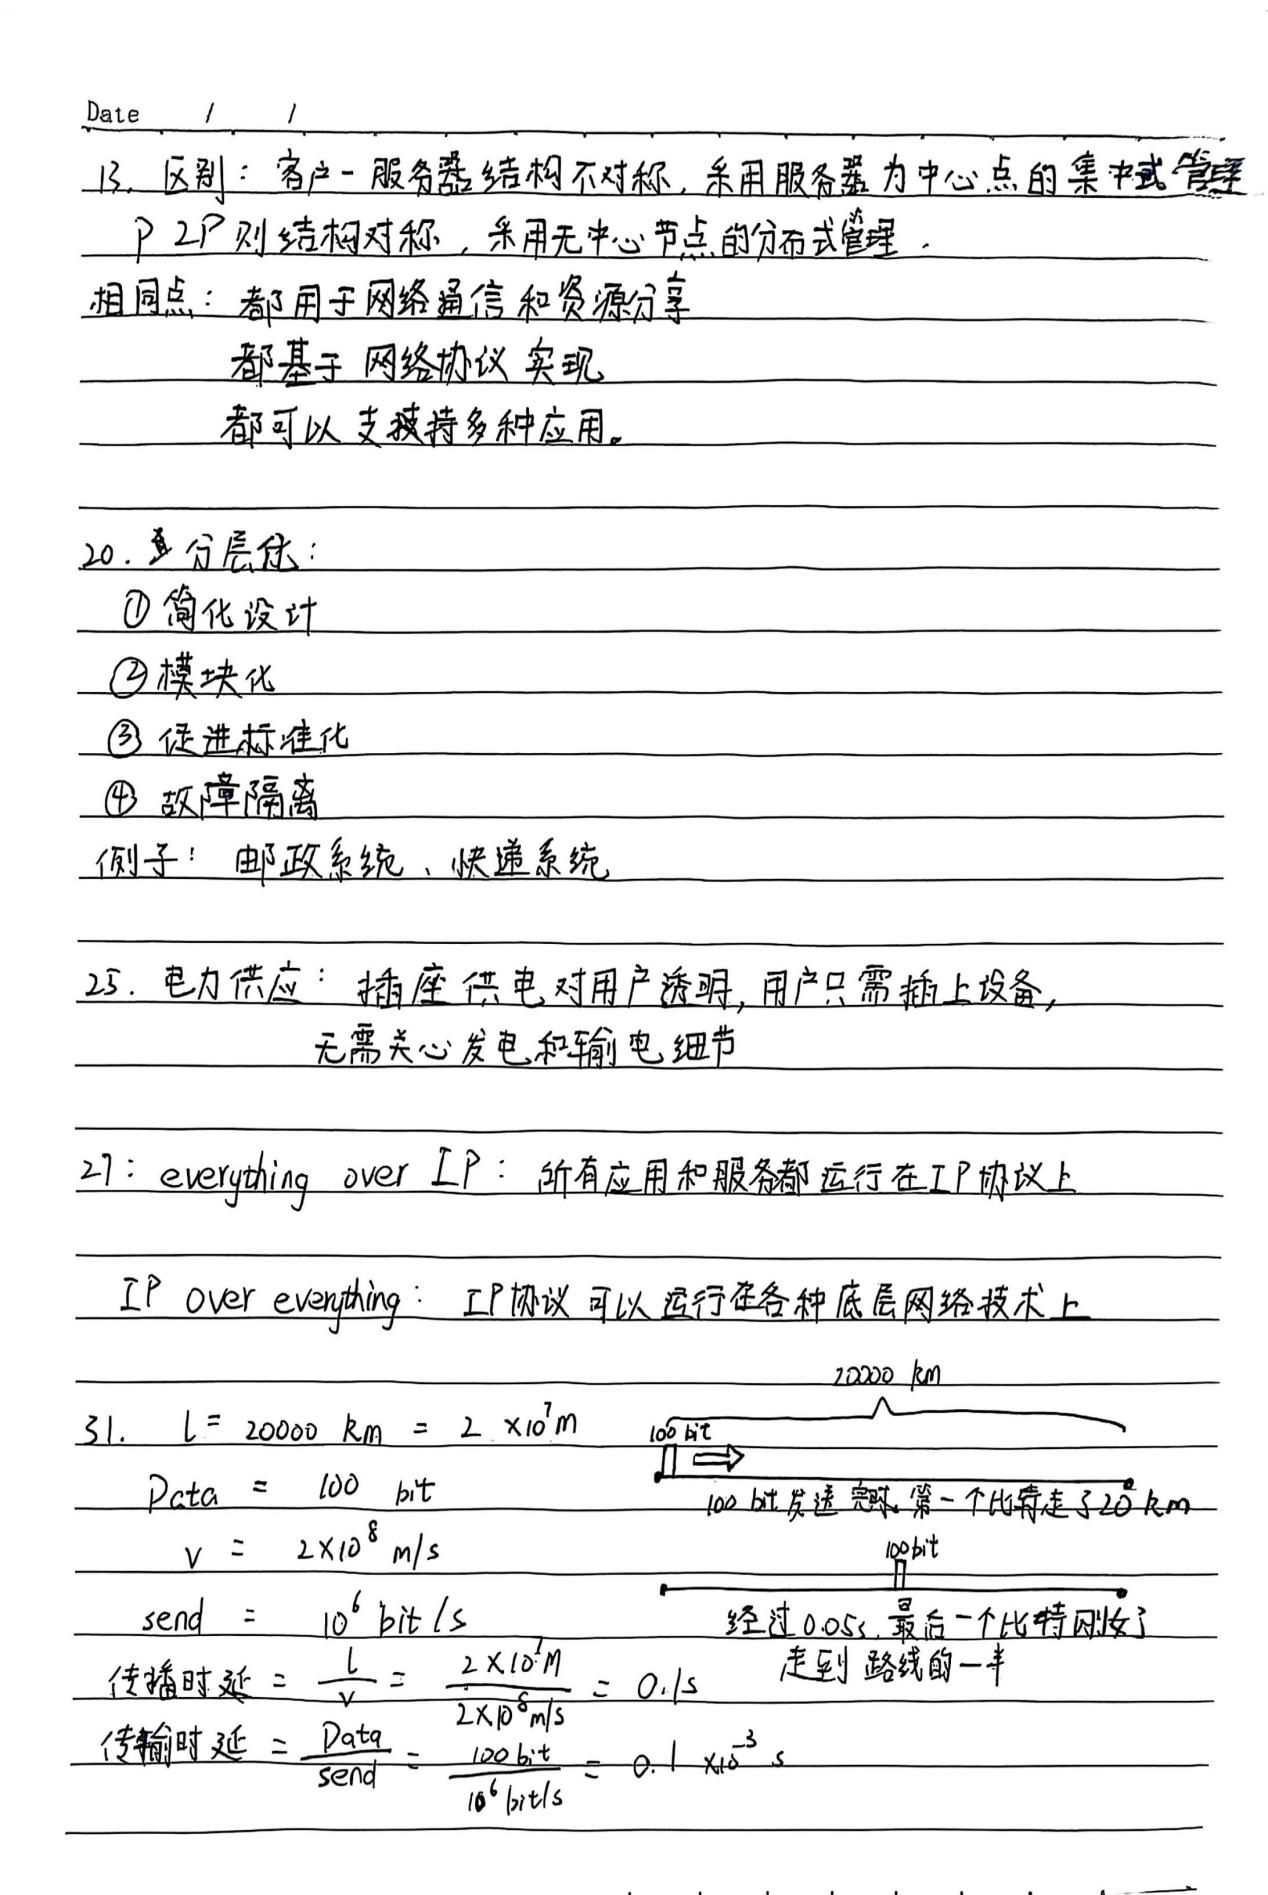 Date / /
13. 区别：客户-服务器结构不对称，采用服务器为中心点的集中式管理
P2P则结构对称，采用无中心节点的分布式管理.
相同点：都用于网络通信和资源分享
都基于网络协议实现
都可以支持多种应用。
20. 分层优:
①简化设计
②模块化
③促进标准化
④故障隔离
例子：邮政系统、快递系统
25. 电力供应：插座供电对用户透明，用户只需插上设备，
无需关心发电和输电细节
27: everything over IP：所有应用和服务都运行在IP协议上
IP over everything：IP协议可以运行在各种底层网络技术上
20000 km
31. l = 20000 km = 2 ×10⁷m
100 bit
Data = 100 bit
100 bit发送完时，第一个比特走了20 km
v = 2×10⁸ m/s
100bit
send = 10⁶ bit/s
经过0.05s，最后一个比特刚好了
走到路线的一半
传播时延 = l/v = 2×10⁷m / 2×10⁸m/s = 0.1s
传输时延 = Data/send = 100 bit / 10⁶ bit/s = 0.1 ×10⁻³ s